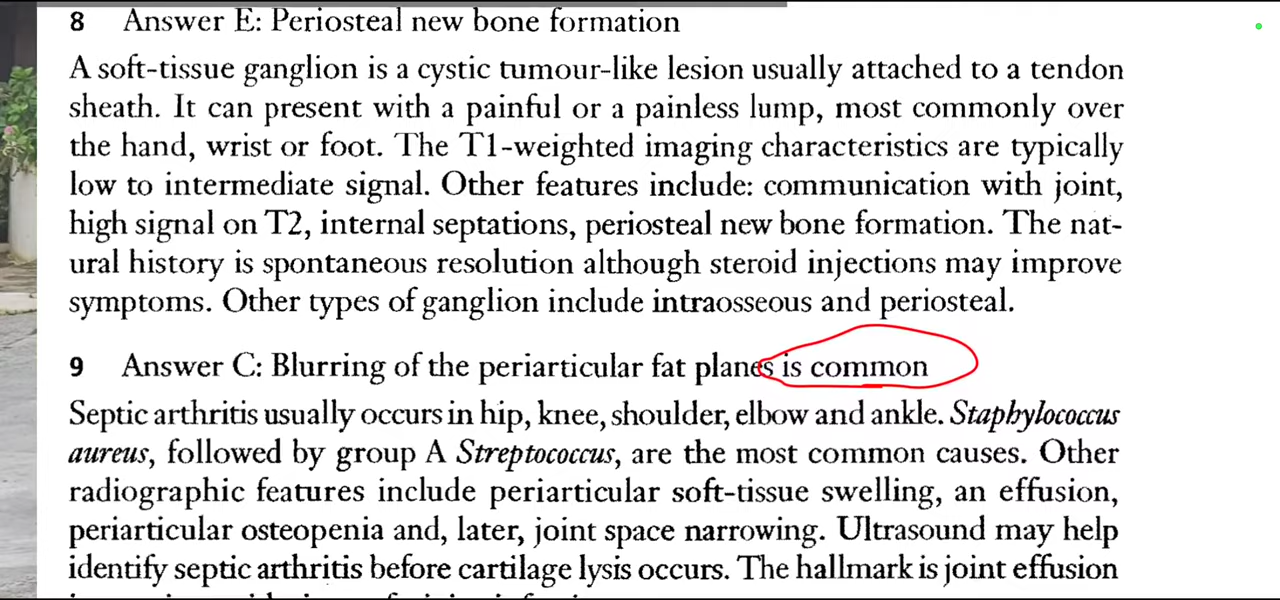 8 Answer E: Periosteal new bone formation
A soft-tissue ganglion is a cystic tumour-like lesion usually attached to a tendon
sheath. It can present with a painful or a painless lump, most commonly over
the hand, wrist or foot. The T1-weighted imaging characteristics are typically
low to intermediate signal. Other features include: communication with joint,
high signal on T2, internal septations, periosteal new bone formation. The nat-
ural history is spontaneous resolution although steroid injections may improve
symptoms. Other types of ganglion include intraosseous and periosteal.
9 Answer C: Blurring of the periarticular fat planes is common
Septic arthritis usually occurs in hip, knee, shoulder, elbow and ankle. Staphylococcus
aureus, followed by group A Streptococcus, are the most common causes. Other
radiographic features include periarticular soft-tissue swelling, an effusion,
periarticular osteopenia and, later, joint space narrowing. Ultrasound may help
identify septic arthritis before cartilage lysis occurs. The hallmark is joint effusion